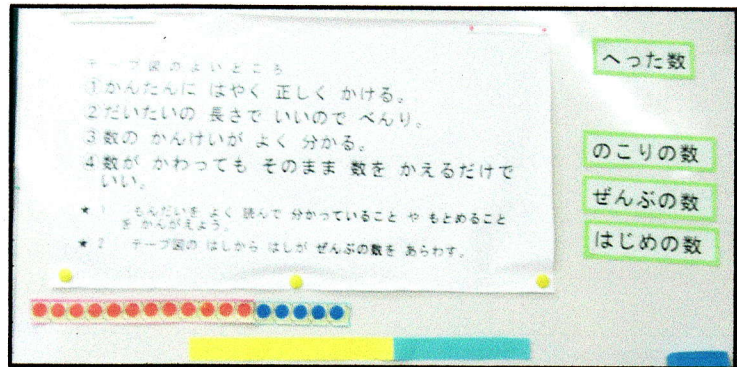 テープ図のよいところ
①かんたんに はやく 正しく かける。
②だいたいの 長さで いいので べんり。
③数の かんけいが よく 分かる。
④数が かわっても そのまま 数を かえるだけで
いい。
★1 もんだいを よく 読んで 分かっていること や もとめること
を かんがえよう。
★2 テープ図の はしから はしが ぜんぶの数を あらわす。
へった数
のこりの数
ぜんぶの数
はじめの数